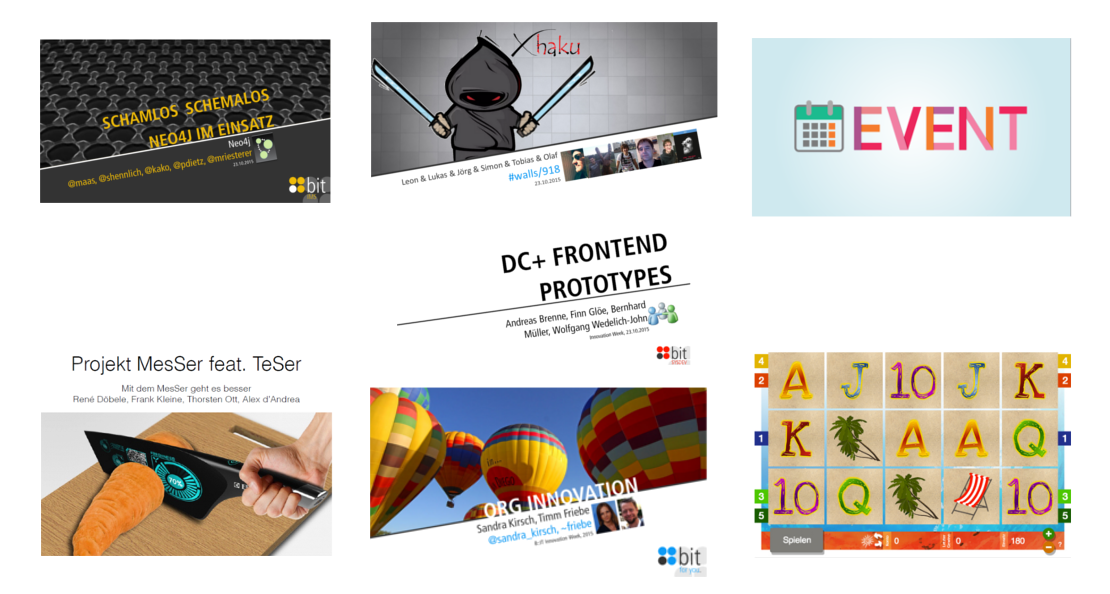 SCHAMLOS SCHEMALOS
NEO4J IM EINSATZ
Neo4j
@maas, @shennlich, @kako, @pdietz, @mriesterer
23.10.2015
bit
Xhaku
Leon & Lukas & Jörg & Simon & Tobias & Olaf
#walls/918
23.10.2015
EVENT
DC+ FRONTEND
PROTOTYPES
Andreas Brenne, Finn Glöe, Bernhard
Müller, Wolfgang Wedelich-John
Innovation Week, 23.10.2015
bit
Projekt MesSer feat. TeSer
Mit dem MesSer geht es besser
René Döbele, Frank Kleine, Thorsten Ott, Alex d'Andrea
70%
ORG INNOVATION
Sandra Kirsch, Timm Friebe
@sandra_kirsch, ~friebe
Innovation Week, 2015
bit
for you.
4 A J 10 J K 4
2 2
1 K A A Q 1
3 10 Q 10 3
5 5
Spielen 0 0 180 + − ?